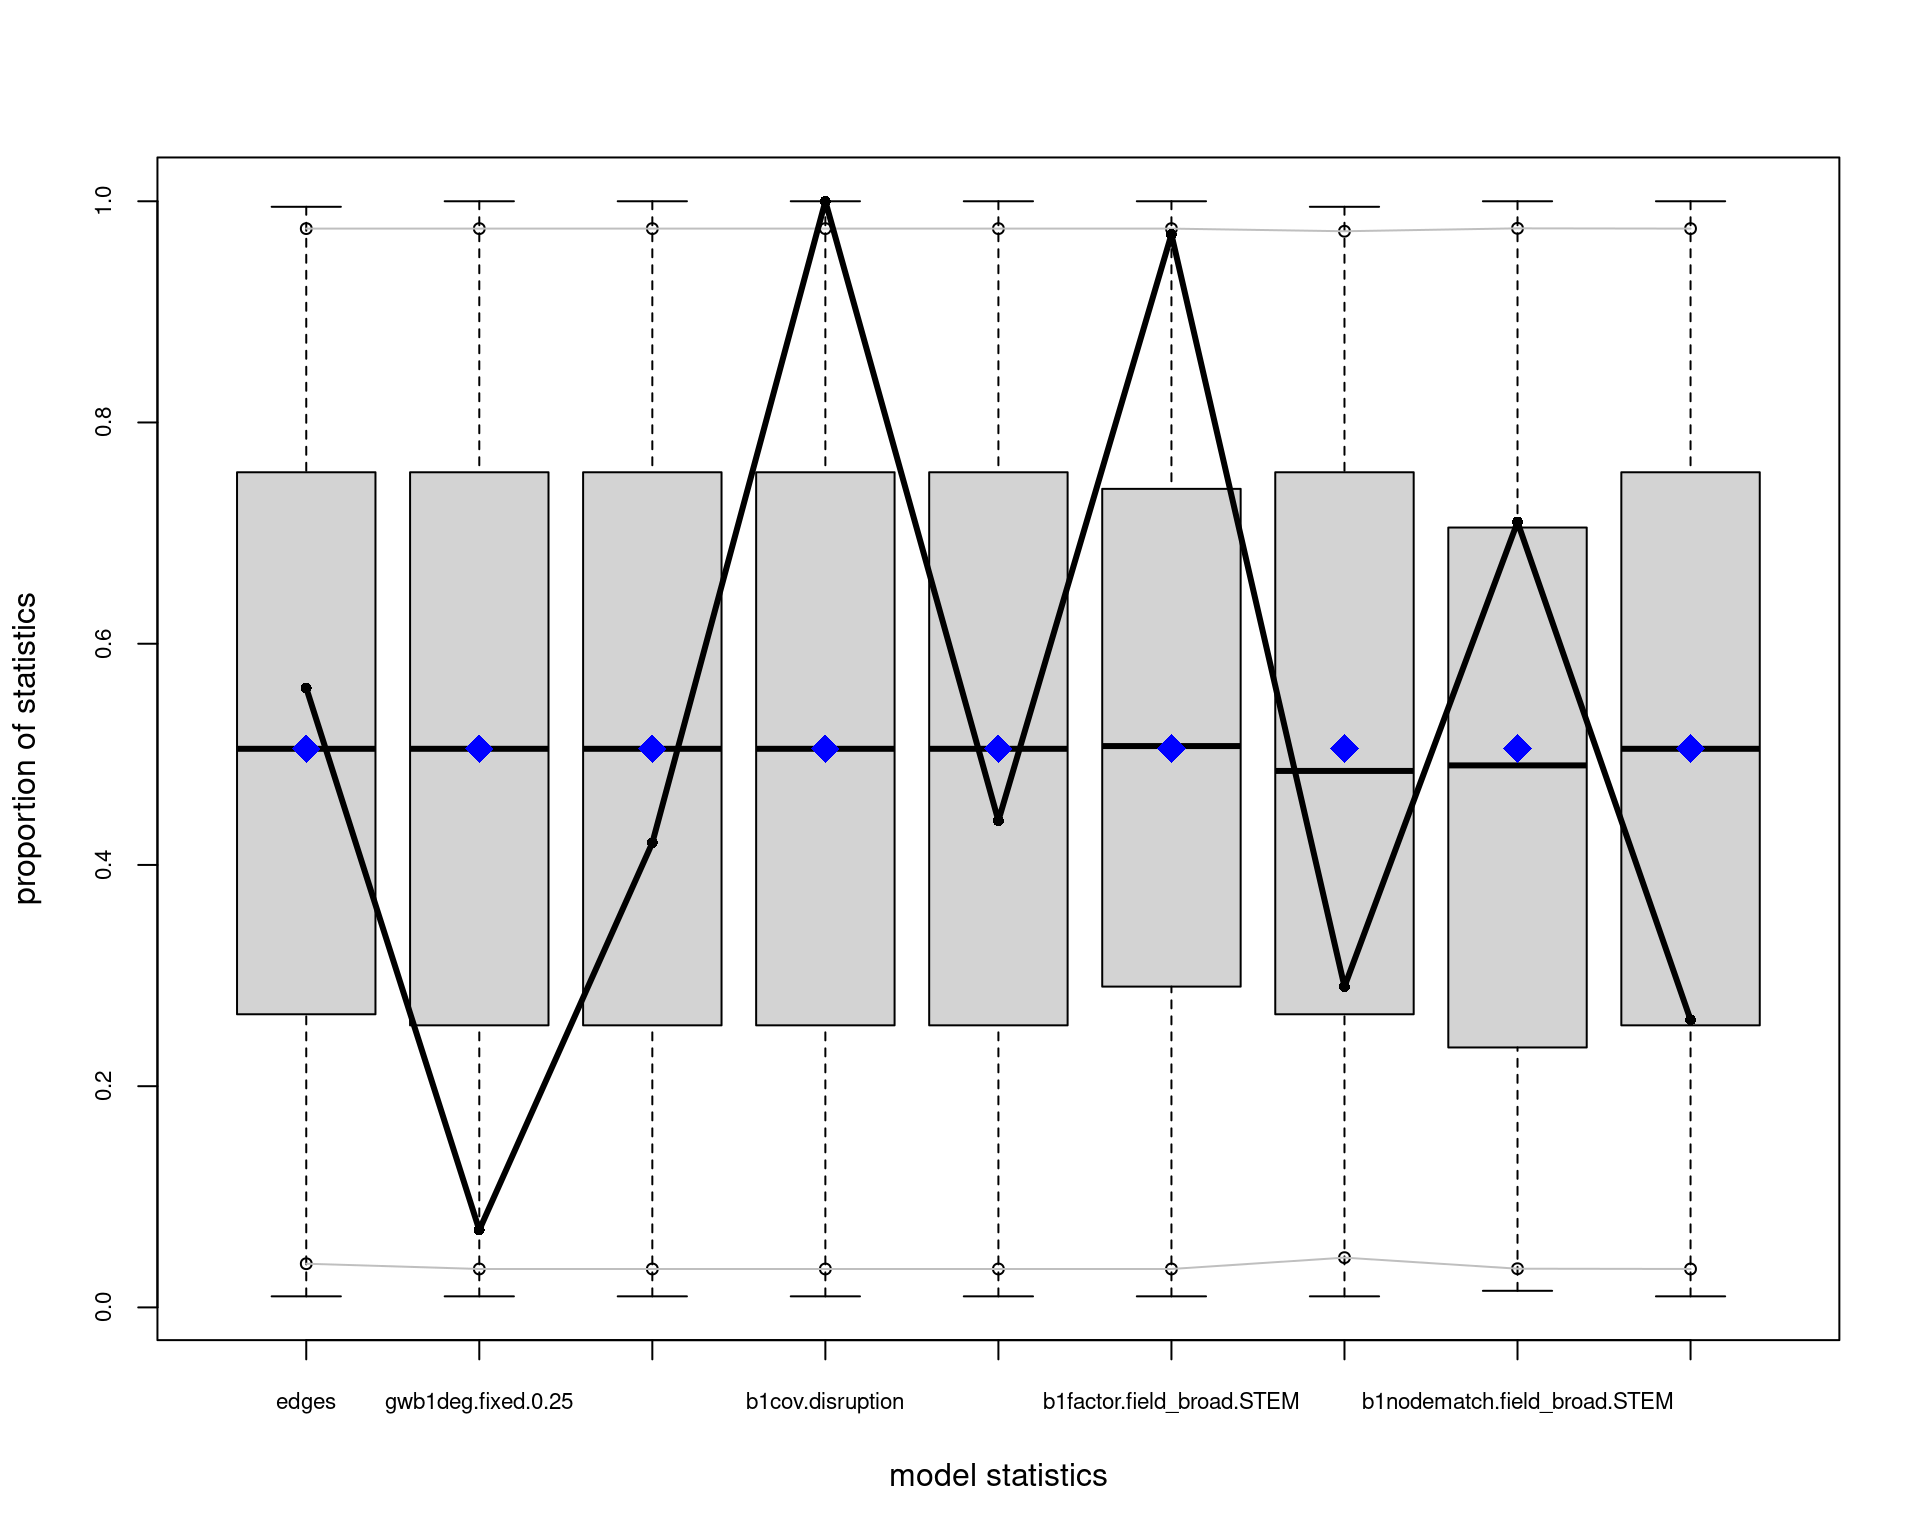 proportion of statistics
1.0
0.8
0.6
0.4
0.2
0.0
edges gwb1deg.fixed.0.25 b1cov.disruption b1factor.field_broad.STEM b1nodematch.field_broad.STEM
model statistics